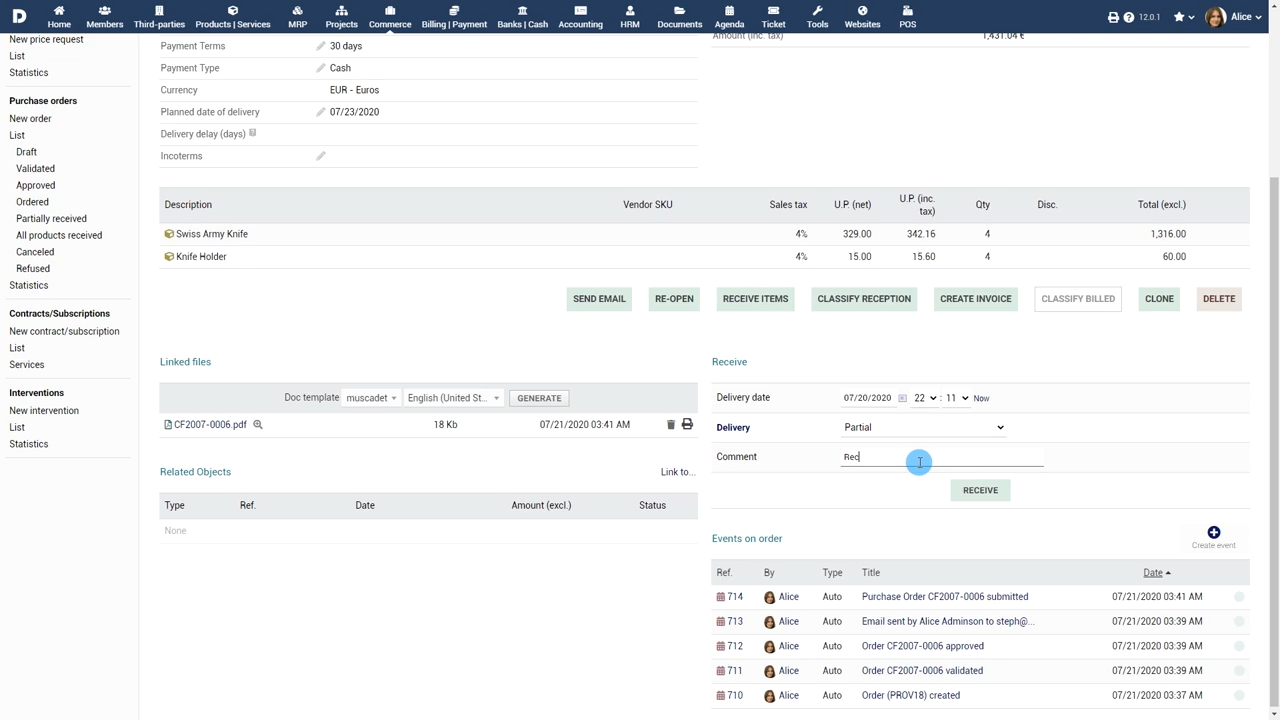 Home Members Third-parties Products | Services MRP Projects Commerce Billing | Payment Banks | Cash Accounting HRM Documents Agenda Ticket Tools Websites POS 12.0.1 Alice
New price request
List
Statistics
Purchase orders
New order
List
Draft
Validated
Approved
Ordered
Partially received
All products received
Canceled
Refused
Statistics
Contracts/Subscriptions
New contract/subscription
List
Services
Interventions
New intervention
List
Statistics
Payment Terms 30 days
Payment Type Cash
Currency EUR - Euros
Planned date of delivery 07/23/2020
Delivery delay (days)
Incoterms
Amount (inc. tax) 1,431.04 €
Description Vendor SKU Sales tax U.P. (net) U.P. (inc. tax) Qty Disc. Total (excl.)
Swiss Army Knife 4% 329.00 342.16 4 1,316.00
Knife Holder 4% 15.00 15.60 4 60.00
SEND EMAIL RE-OPEN RECEIVE ITEMS CLASSIFY RECEPTION CREATE INVOICE CLASSIFY BILLED CLONE DELETE
Linked files
Doc template muscadet English (United St... GENERATE
CF2007-0006.pdf 18 Kb 07/21/2020 03:41 AM
Related Objects Link to...
Type Ref. Date Amount (excl.) Status
None
Receive
Delivery date 07/20/2020 22 : 11 Now
Delivery Partial
Comment Rec
RECEIVE
Events on order Create event
Ref. By Type Title Date
714 Alice Auto Purchase Order CF2007-0006 submitted 07/21/2020 03:41 AM
713 Alice Auto Email sent by Alice Adminson to steph@... 07/21/2020 03:39 AM
712 Alice Auto Order CF2007-0006 approved 07/21/2020 03:39 AM
711 Alice Auto Order CF2007-0006 validated 07/21/2020 03:39 AM
710 Alice Auto Order (PROV18) created 07/21/2020 03:37 AM